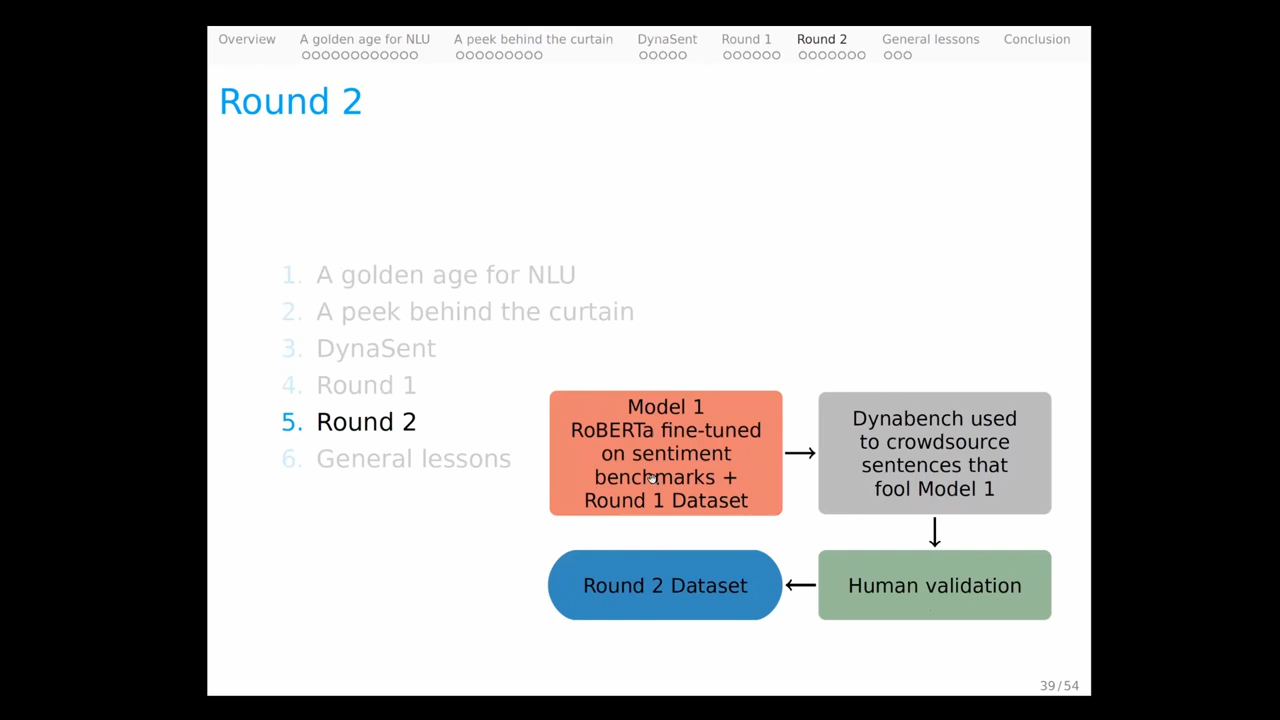 Overview A golden age for NLU A peek behind the curtain DynaSent Round 1 Round 2 General lessons Conclusion
Round 2
1. A golden age for NLU
2. A peek behind the curtain
3. DynaSent
4. Round 1
5. Round 2
6. General lessons
Model 1
RoBERTa fine-tuned
on sentiment
benchmarks +
Round 1 Dataset
Dynabench used
to crowdsource
sentences that
fool Model 1
Round 2 Dataset
Human validation
39/54